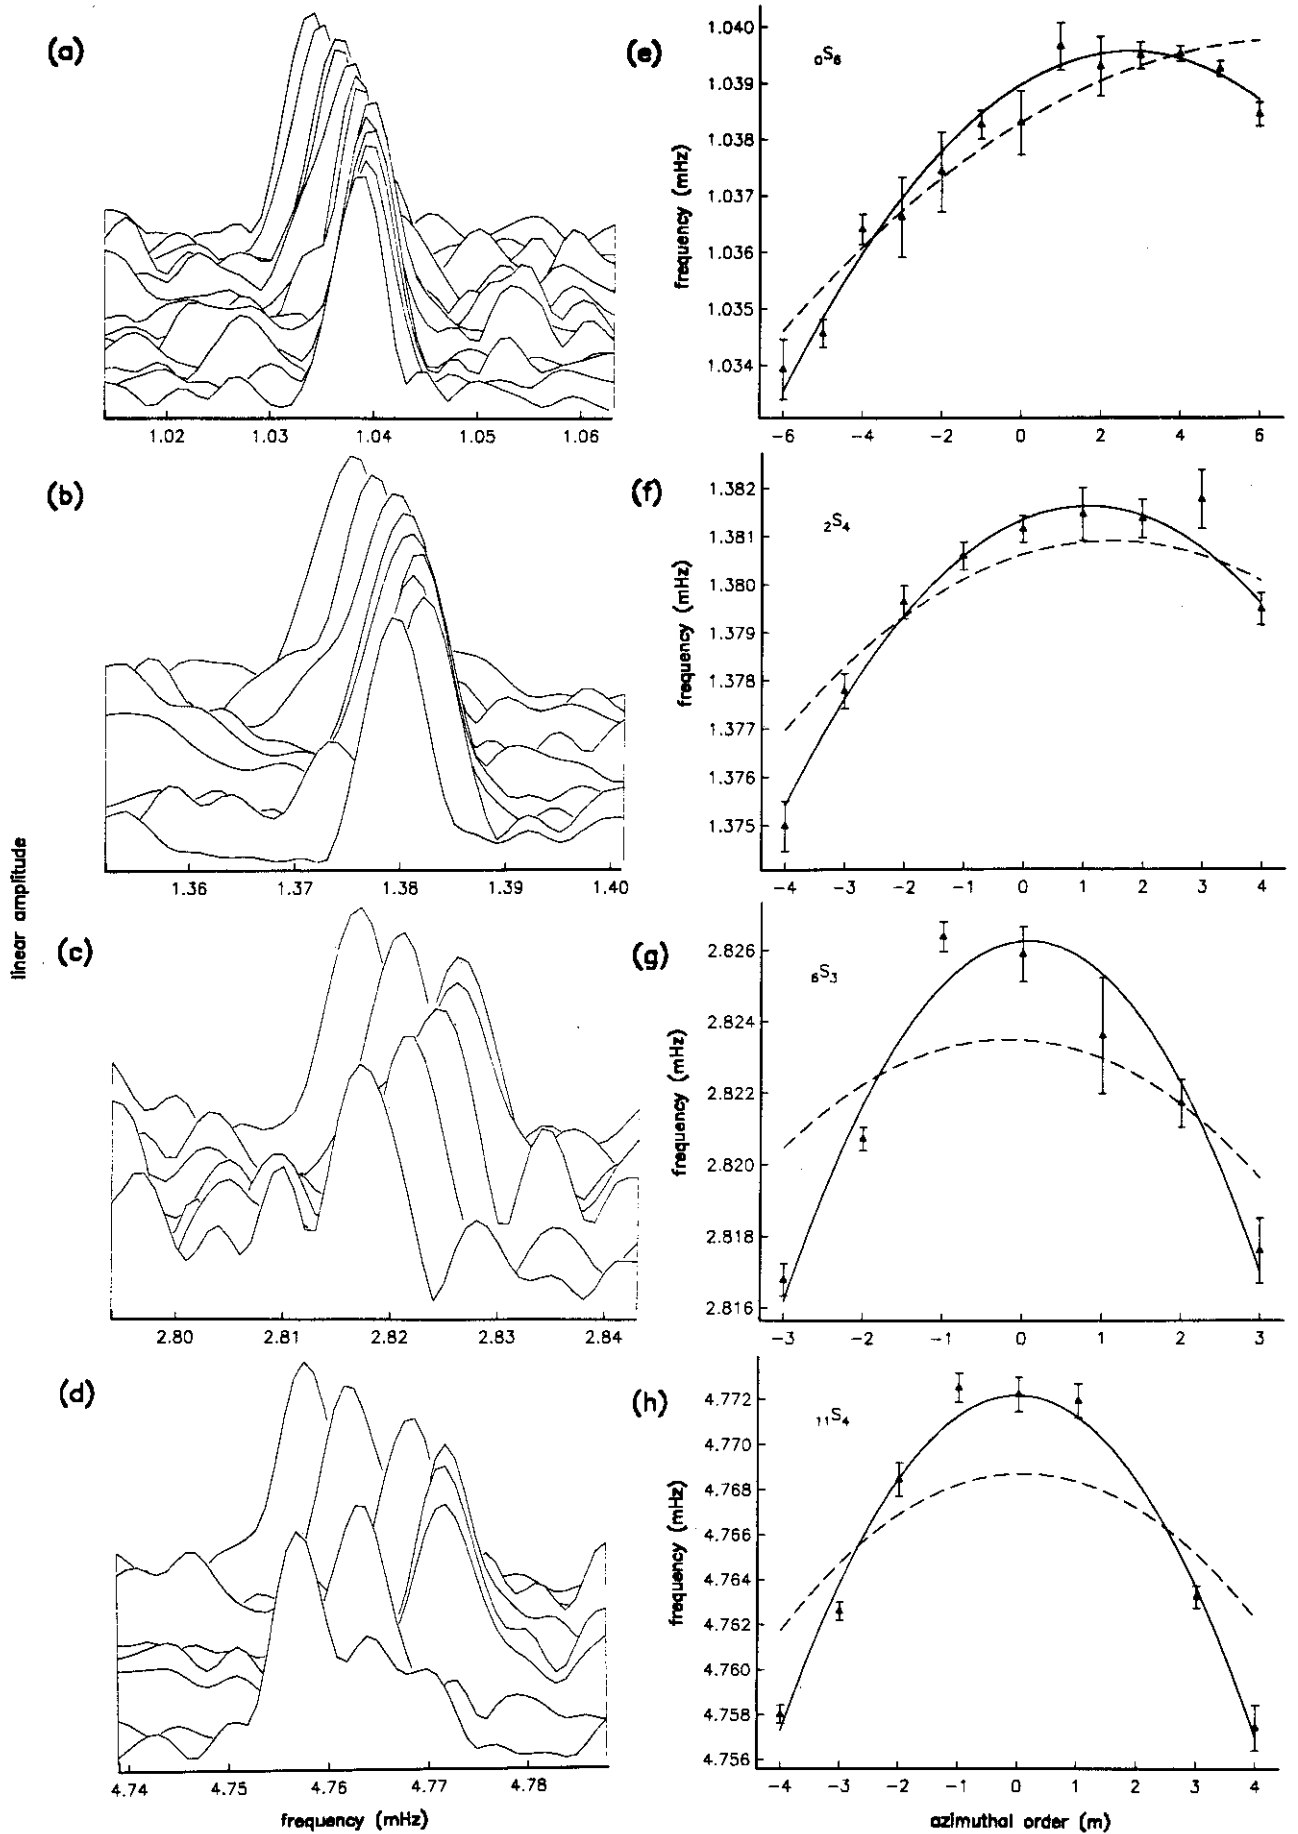 (a)
1.02 1.03 1.04 1.05 1.06
(e)
₀S₆
frequency (mHz)
1.040
1.039
1.038
1.037
1.036
1.035
1.034
−6 −4 −2 0 2 4 6
(b)
1.36 1.37 1.38 1.39 1.40
(f)
₂S₄
frequency (mHz)
1.382
1.381
1.380
1.379
1.378
1.377
1.376
1.375
−4 −3 −2 −1 0 1 2 3 4
linear amplitude
(c)
2.80 2.81 2.82 2.83 2.84
(g)
₆S₃
frequency (mHz)
2.826
2.824
2.822
2.820
2.818
2.816
−3 −2 −1 0 1 2 3
(d)
4.74 4.75 4.76 4.77 4.78
frequency (mHz)
(h)
₁₁S₄
frequency (mHz)
4.772
4.770
4.768
4.766
4.764
4.762
4.760
4.758
4.756
−4 −3 −2 −1 0 1 2 3 4
azimuthal order (m)